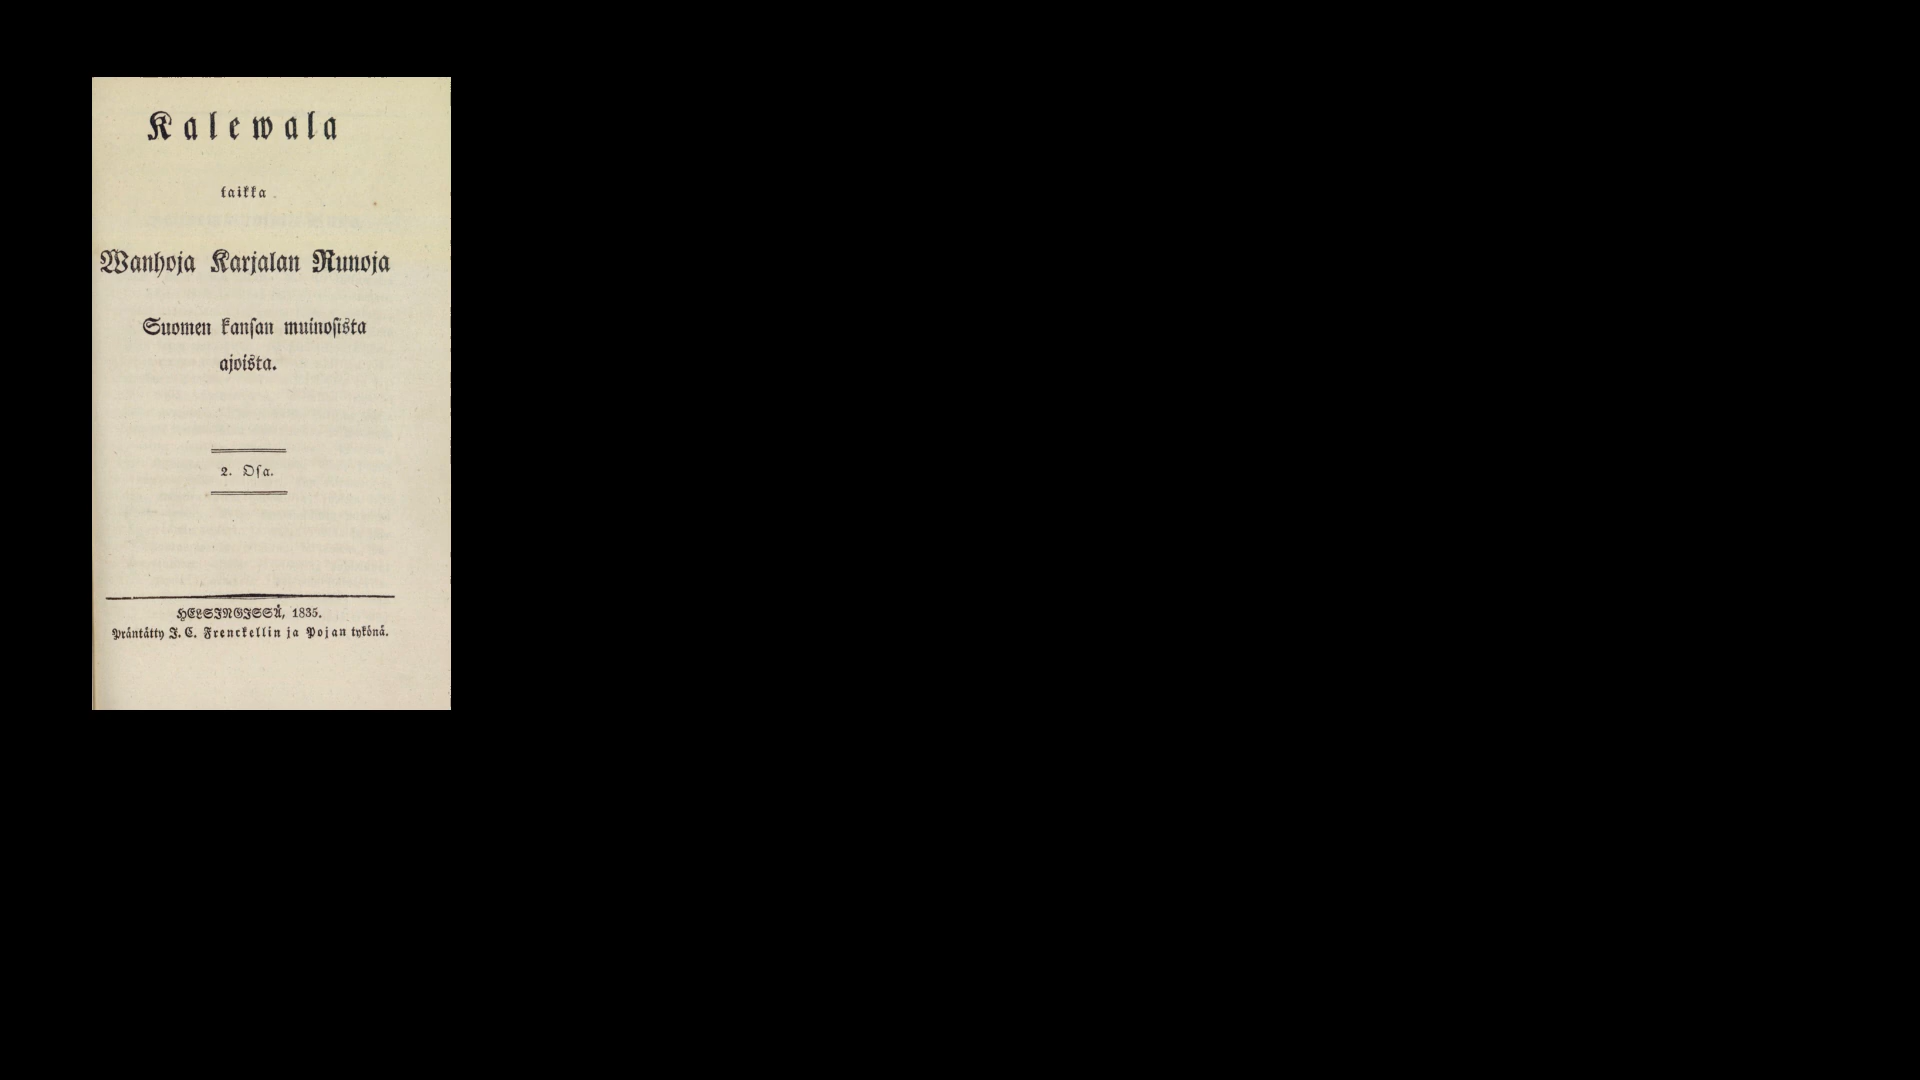 Kalewala
taikka
Wanhoja Karjalan Runoja
Suomen kansan muinosista
ajoista.
2. Osa.
HELSINGISSÄ, 1835.
Präntätty J. C. Frenckellin ja Pojan tykönä.